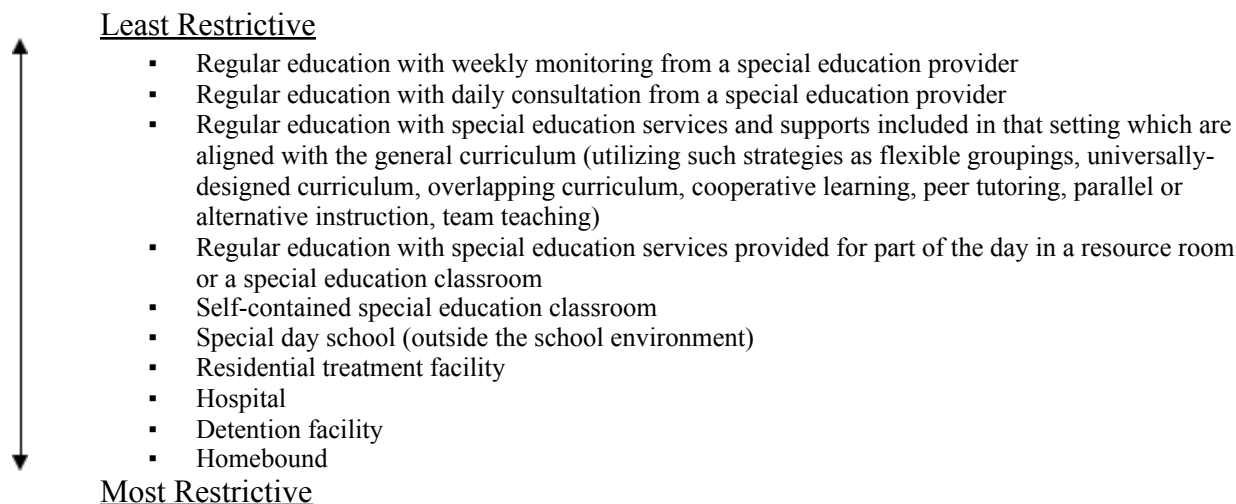 Least Restrictive
▪ Regular education with weekly monitoring from a special education provider
▪ Regular education with daily consultation from a special education provider
▪ Regular education with special education services and supports included in that setting which are
aligned with the general curriculum (utilizing such strategies as flexible groupings, universally-
designed curriculum, overlapping curriculum, cooperative learning, peer tutoring, parallel or
alternative instruction, team teaching)
▪ Regular education with special education services provided for part of the day in a resource room
or a special education classroom
▪ Self-contained special education classroom
▪ Special day school (outside the school environment)
▪ Residential treatment facility
▪ Hospital
▪ Detention facility
▪ Homebound
Most Restrictive